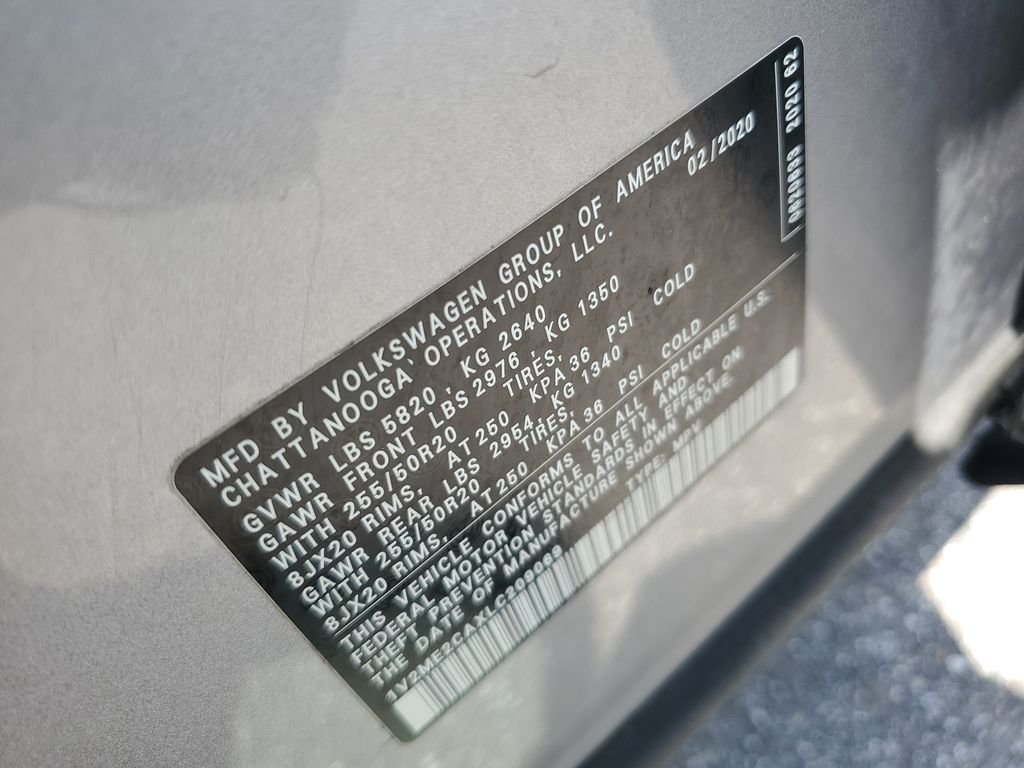 MFD BY VOLKSWAGEN GROUP OF AMERICA
CHATTANOOGA OPERATIONS, LLC. 02/2020
GVWR LBS 5820, KG 2640
GAWR FRONT LBS 2976, KG 1350
WITH 255/50R20 TIRES,
8JX20 RIMS, AT 250 KPA 36 PSI COLD
GAWR REAR LBS 2954, KG 1340
WITH 255/50R20 TIRES,
8JX20 RIMS, AT 250 KPA 36 PSI COLD
THIS VEHICLE CONFORMS TO ALL APPLICABLE U.S.
FEDERAL MOTOR VEHICLE SAFETY AND
THEFT PREVENTION STANDARDS IN EFFECT ON
THE DATE OF MANUFACTURE SHOWN ABOVE.
TYPE: MPV
2020 62